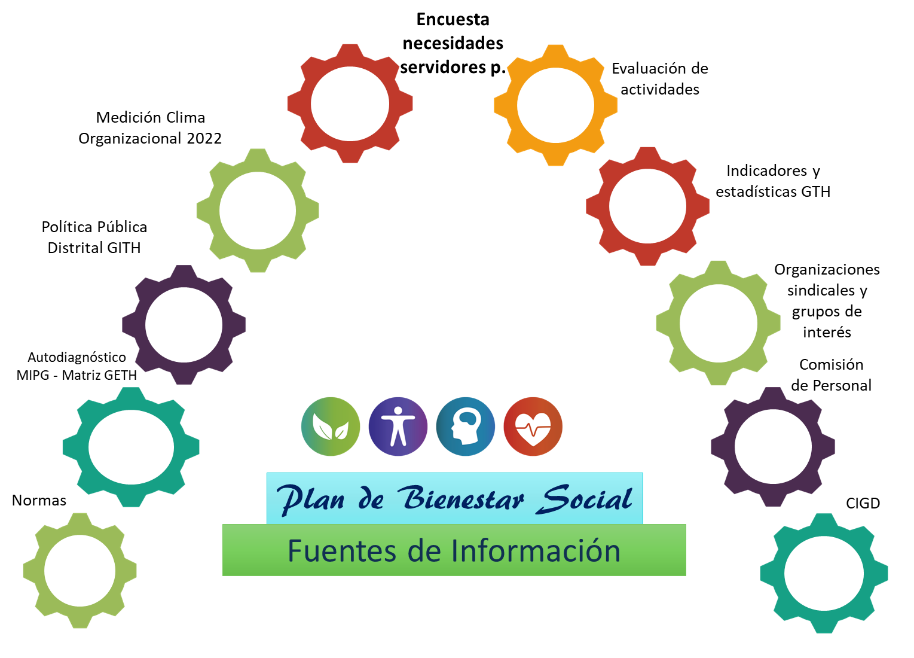 Encuesta
necesidades
servidores p.
Evaluación de
actividades
Medición Clima
Organizacional 2022
Indicadores y
estadísticas GTH
Política Pública
Distrital GITH
Organizaciones
sindicales y
grupos de
interés
Autodiagnóstico
MIPG - Matriz GETH
Comisión
de Personal
Normas
CIGD
Plan de Bienestar Social
Fuentes de Información